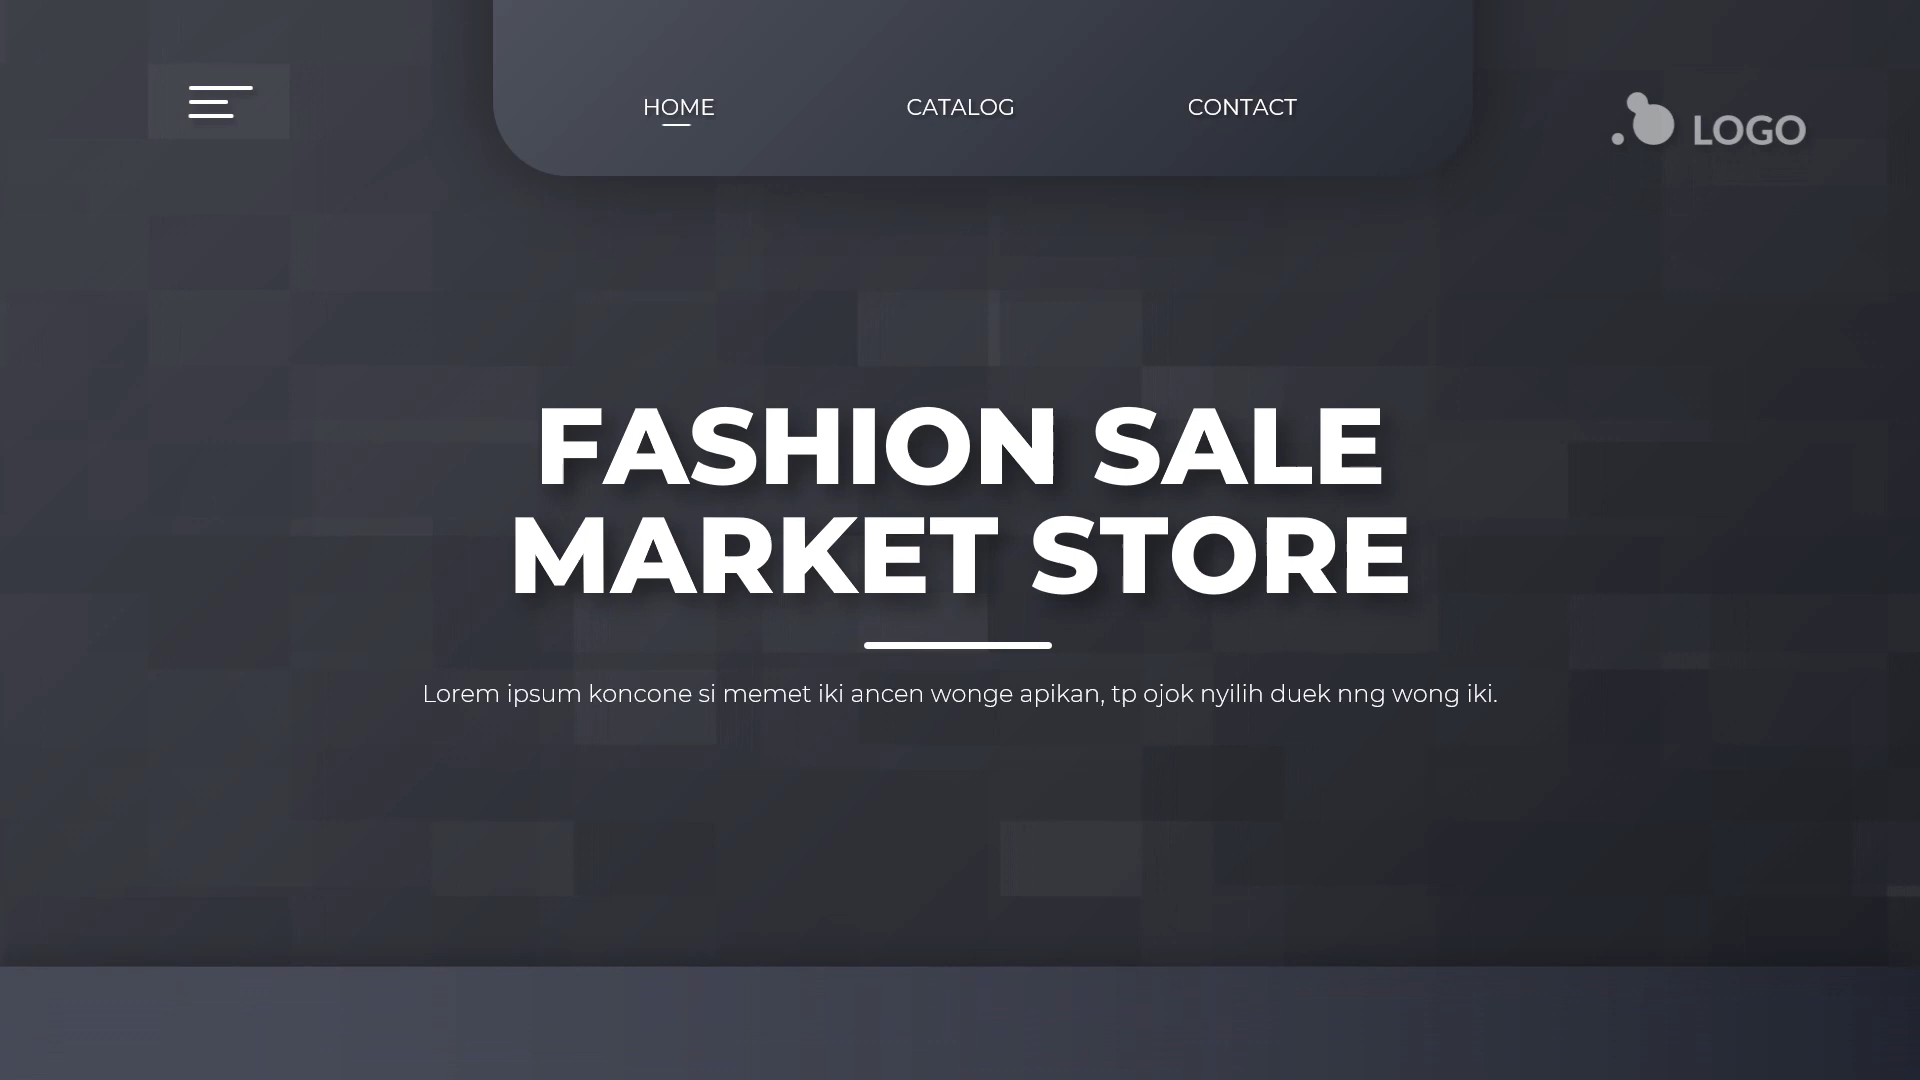 HOME CATALOG CONTACT
LOGO
FASHION SALE
MARKET STORE
Lorem ipsum koncone si memet iki ancen wonge apikan, tp ojok nyilih duek nng wong iki.